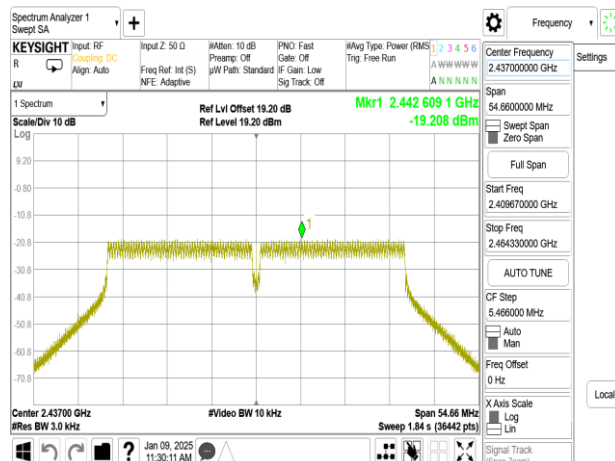 Spectrum Analyzer 1
Swept SA
Frequency
KEYSIGHT
Input: RF
Coupling: DC
Align: Auto
R
LXI
Input Z: 50 Ω
Freq Ref: Int (S)
NFE: Adaptive
#Atten: 10 dB
Preamp: Off
µW Path: Standard
PNO: Fast
Gate: Off
IF Gain: Low
Sig Track: Off
#Avg Type: Power (RMS
Trig: Free Run
1 2 3 4 5 6
A W W W W W
A N N N N N
1 Spectrum
Scale/Div 10 dB
Ref Lvl Offset 19.20 dB
Ref Level 19.20 dBm
Mkr1 2.442 609 1 GHz
-19.208 dBm
Log
9.20
-0.80
-10.8
-20.8
-30.8
-40.8
-50.8
-60.8
-70.8
1
Center 2.43700 GHz
#Res BW 3.0 kHz
#Video BW 10 kHz
Span 54.66 MHz
Sweep 1.84 s (36442 pts)
Jan 09, 2025
11:30:11 AM
Center Frequency
2.437000000 GHz
Span
54.6600000 MHz
Swept Span
Zero Span
Full Span
Start Freq
2.409670000 GHz
Stop Freq
2.464330000 GHz
AUTO TUNE
CF Step
5.466000 MHz
Auto
Man
Freq Offset
0 Hz
X Axis Scale
Log
Lin
Signal Track
(Span Zoom)
Settings
Local